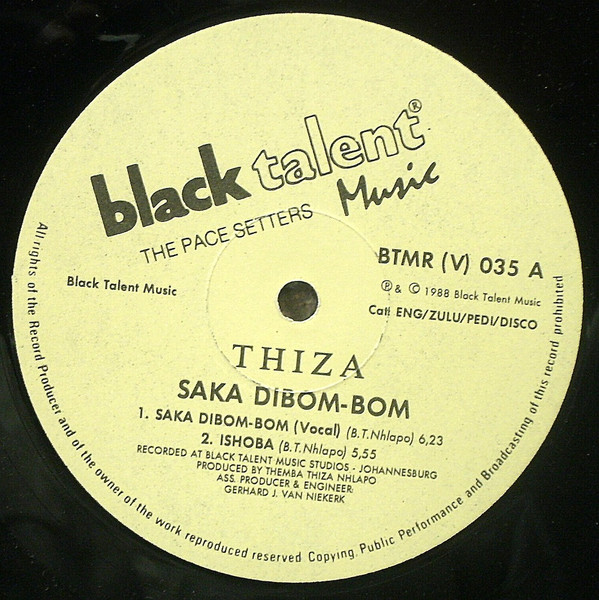 black talent®
Music
THE PACE SETTERS
BTMR (V) 035 A
Black Talent Music
℗ & © 1988 Black Talent Music
Cat: ENG/ZULU/PEDI/DISCO
THIZA
SAKA DIBOM-BOM
1. SAKA DIBOM-BOM (Vocal) (B.T.Nhlapo) 6,23
2. ISHOBA (B.T.Nhlapo) 5,55
RECORDED AT BLACK TALENT MUSIC STUDIOS - JOHANNESBURG
PRODUCED BY THEMBA THIZA NHLAPO
ASS. PRODUCER & ENGINEER:
GERHARD J. VAN NIEKERK
All rights of the Record Producer and of the owner of the work reproduced reserved. Copying, Public Performance and Broadcasting of this record prohibited